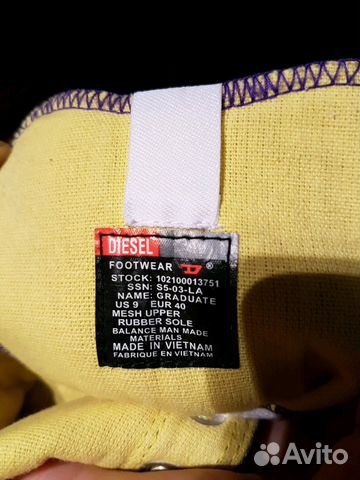 DIESEL
FOOTWEAR D ®
STOCK: 102100013751
SSN: S5-03-LA
NAME: GRADUATE
US 9 EUR 40
MESH UPPER
RUBBER SOLE
BALANCE MAN MADE
MATERIALS
MADE IN VIETNAM
FABRIQUE EN VIETNAM
Avito